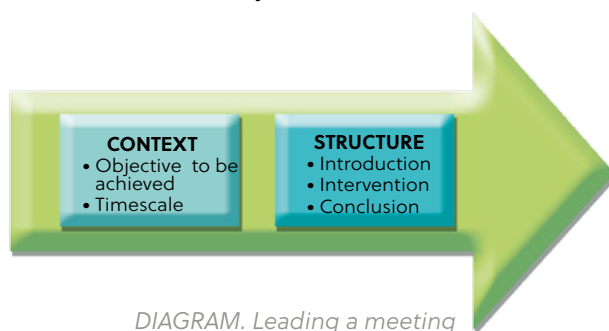 CONTEXT
• Objective to be
achieved
• Timescale
STRUCTURE
• Introduction
• Intervention
• Conclusion
DIAGRAM. Leading a meeting